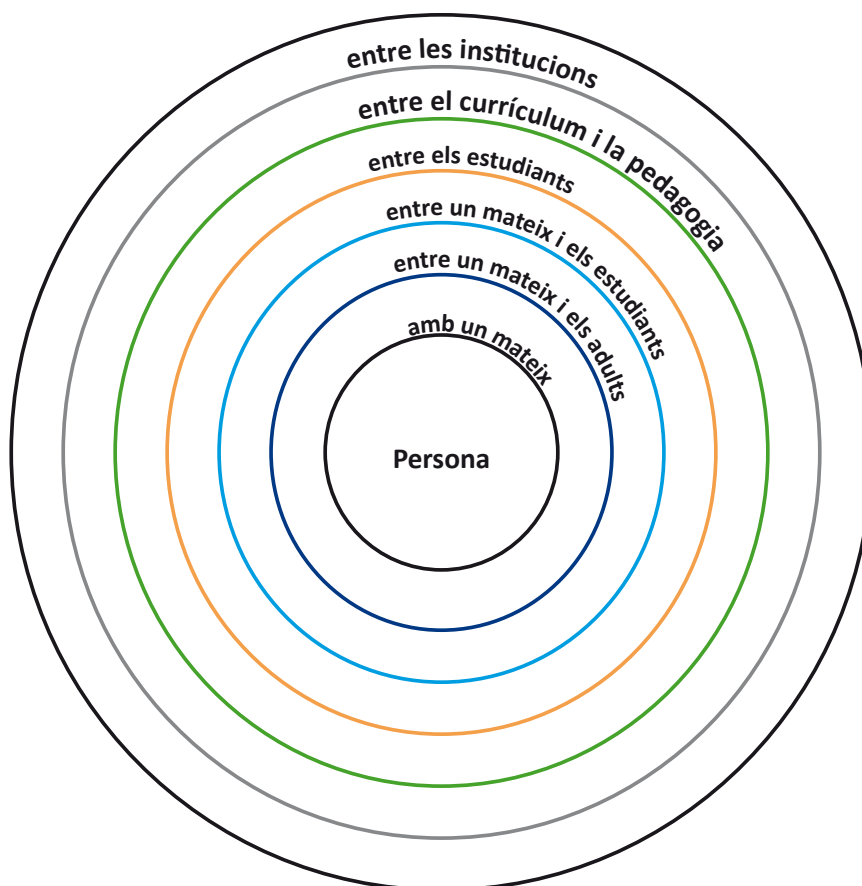 entre les institucions
entre el currículum i la pedagogia
entre els estudiants
entre un mateix i els estudiants
entre un mateix i els adults
amb un mateix
Persona